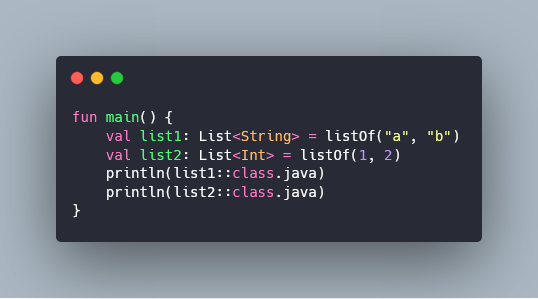 fun main() {
    val list1: List<String> = listOf("a", "b")
    val list2: List<Int> = listOf(1, 2)
    println(list1::class.java)
    println(list2::class.java)
}